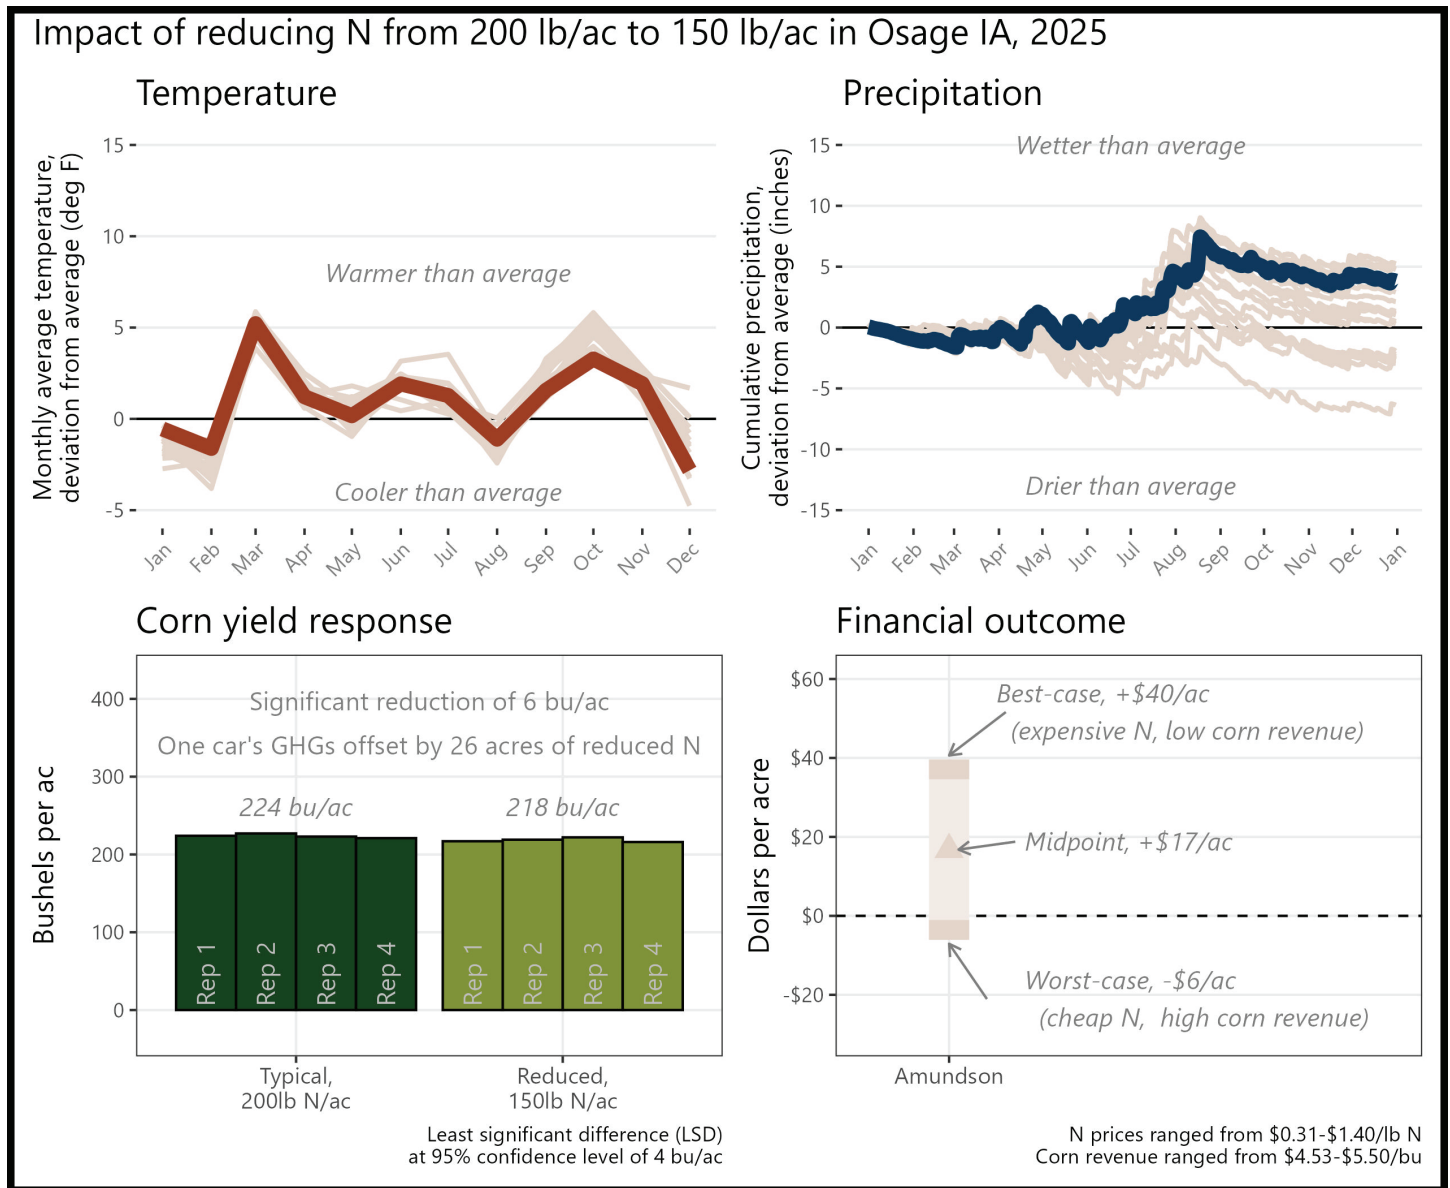 Impact of reducing N from 200 lb/ac to 150 lb/ac in Osage IA, 2025
Temperature
Monthly average temperature,
deviation from average (deg F)
15
10
5
0
-5
Warmer than average
Cooler than average
Jan
Feb
Mar
Apr
May
Jun
Jul
Aug
Sep
Oct
Nov
Dec
Precipitation
Cumulative precipitation,
deviation from average (inches)
15
10
5
0
-5
-10
-15
Wetter than average
Drier than average
Jan
Feb
Mar
Apr
May
Jun
Jul
Aug
Sep
Oct
Nov
Dec
Jan
Corn yield response
Bushels per ac
400
300
200
100
0
Significant reduction of 6 bu/ac
One car's GHGs offset by 26 acres of reduced N
224 bu/ac
218 bu/ac
Rep 1
Rep 2
Rep 3
Rep 4
Rep 1
Rep 2
Rep 3
Rep 4
Typical,
200lb N/ac
Reduced,
150lb N/ac
Least significant difference (LSD)
at 95% confidence level of 4 bu/ac
Financial outcome
Dollars per acre
$60
$40
$20
$0
-$20
Best-case, +$40/ac
(expensive N, low corn revenue)
Midpoint, +$17/ac
Worst-case, -$6/ac
(cheap N,  high corn revenue)
Amundson
N prices ranged from $0.31-$1.40/lb N
Corn revenue ranged from $4.53-$5.50/bu